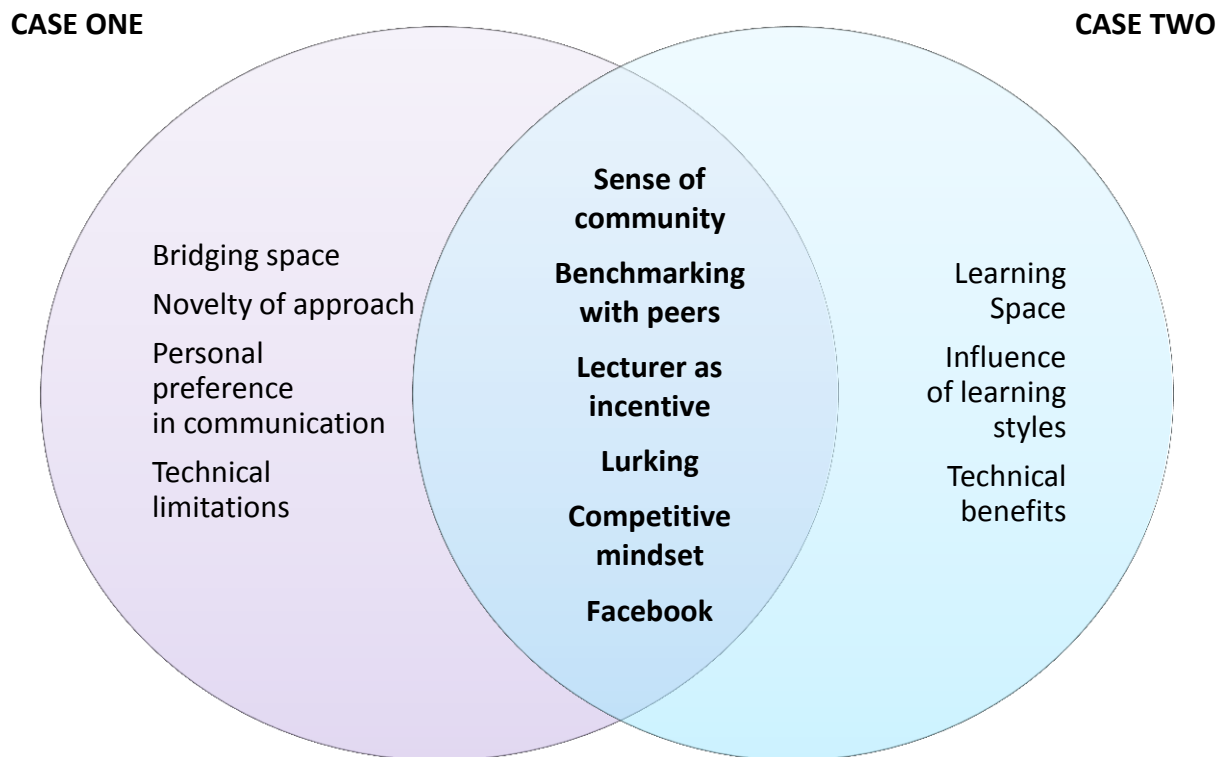 CASE ONE
CASE TWO
Bridging space
Novelty of approach
Personal
preference
in communication
Technical
limitations
Sense of
community
Benchmarking
with peers
Lecturer as
incentive
Lurking
Competitive
mindset
Facebook
Learning
Space
Influence
of learning
styles
Technical
benefits